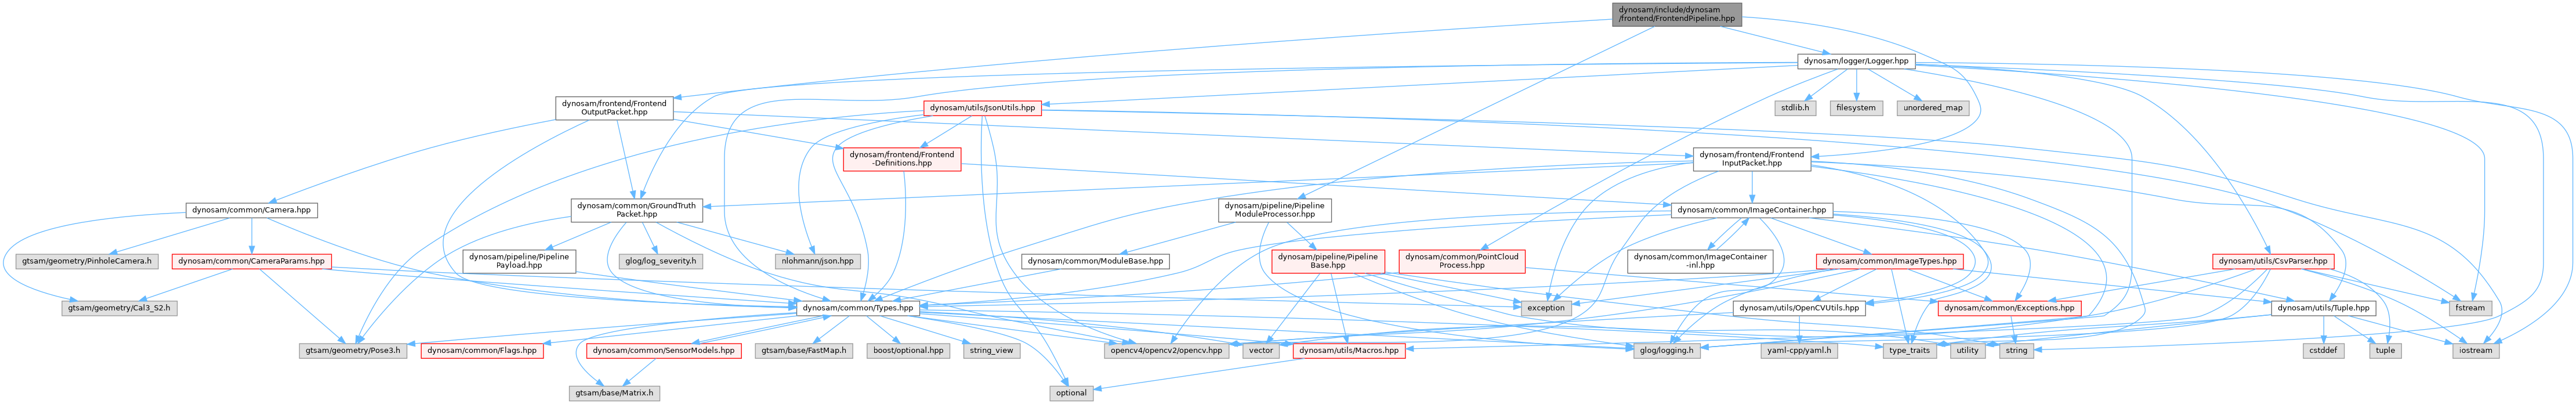 dynosam/include/dynosam
/frontend/FrontendPipeline.hpp
dynosam/logger/Logger.hpp
dynosam/frontend/Frontend
OutputPacket.hpp
dynosam/utils/JsonUtils.hpp
stdlib.h
filesystem
unordered_map
dynosam/frontend/Frontend
-Definitions.hpp
dynosam/frontend/Frontend
InputPacket.hpp
dynosam/common/Camera.hpp
dynosam/common/GroundTruth
Packet.hpp
dynosam/pipeline/Pipeline
ModuleProcessor.hpp
dynosam/common/ImageContainer.hpp
gtsam/geometry/PinholeCamera.h
dynosam/common/CameraParams.hpp
dynosam/pipeline/Pipeline
Payload.hpp
glog/log_severity.h
nlohmann/json.hpp
dynosam/common/ModuleBase.hpp
dynosam/pipeline/Pipeline
Base.hpp
dynosam/common/PointCloud
Process.hpp
dynosam/common/ImageContainer
-inl.hpp
dynosam/common/ImageTypes.hpp
dynosam/utils/CsvParser.hpp
gtsam/geometry/Cal3_S2.h
dynosam/common/Types.hpp
exception
dynosam/utils/OpenCVUtils.hpp
dynosam/common/Exceptions.hpp
dynosam/utils/Tuple.hpp
fstream
gtsam/geometry/Pose3.h
dynosam/common/Flags.hpp
dynosam/common/SensorModels.hpp
gtsam/base/FastMap.h
boost/optional.hpp
string_view
opencv4/opencv2/opencv.hpp
vector
dynosam/utils/Macros.hpp
glog/logging.h
yaml-cpp/yaml.h
type_traits
utility
string
cstddef
tuple
iostream
gtsam/base/Matrix.h
optional